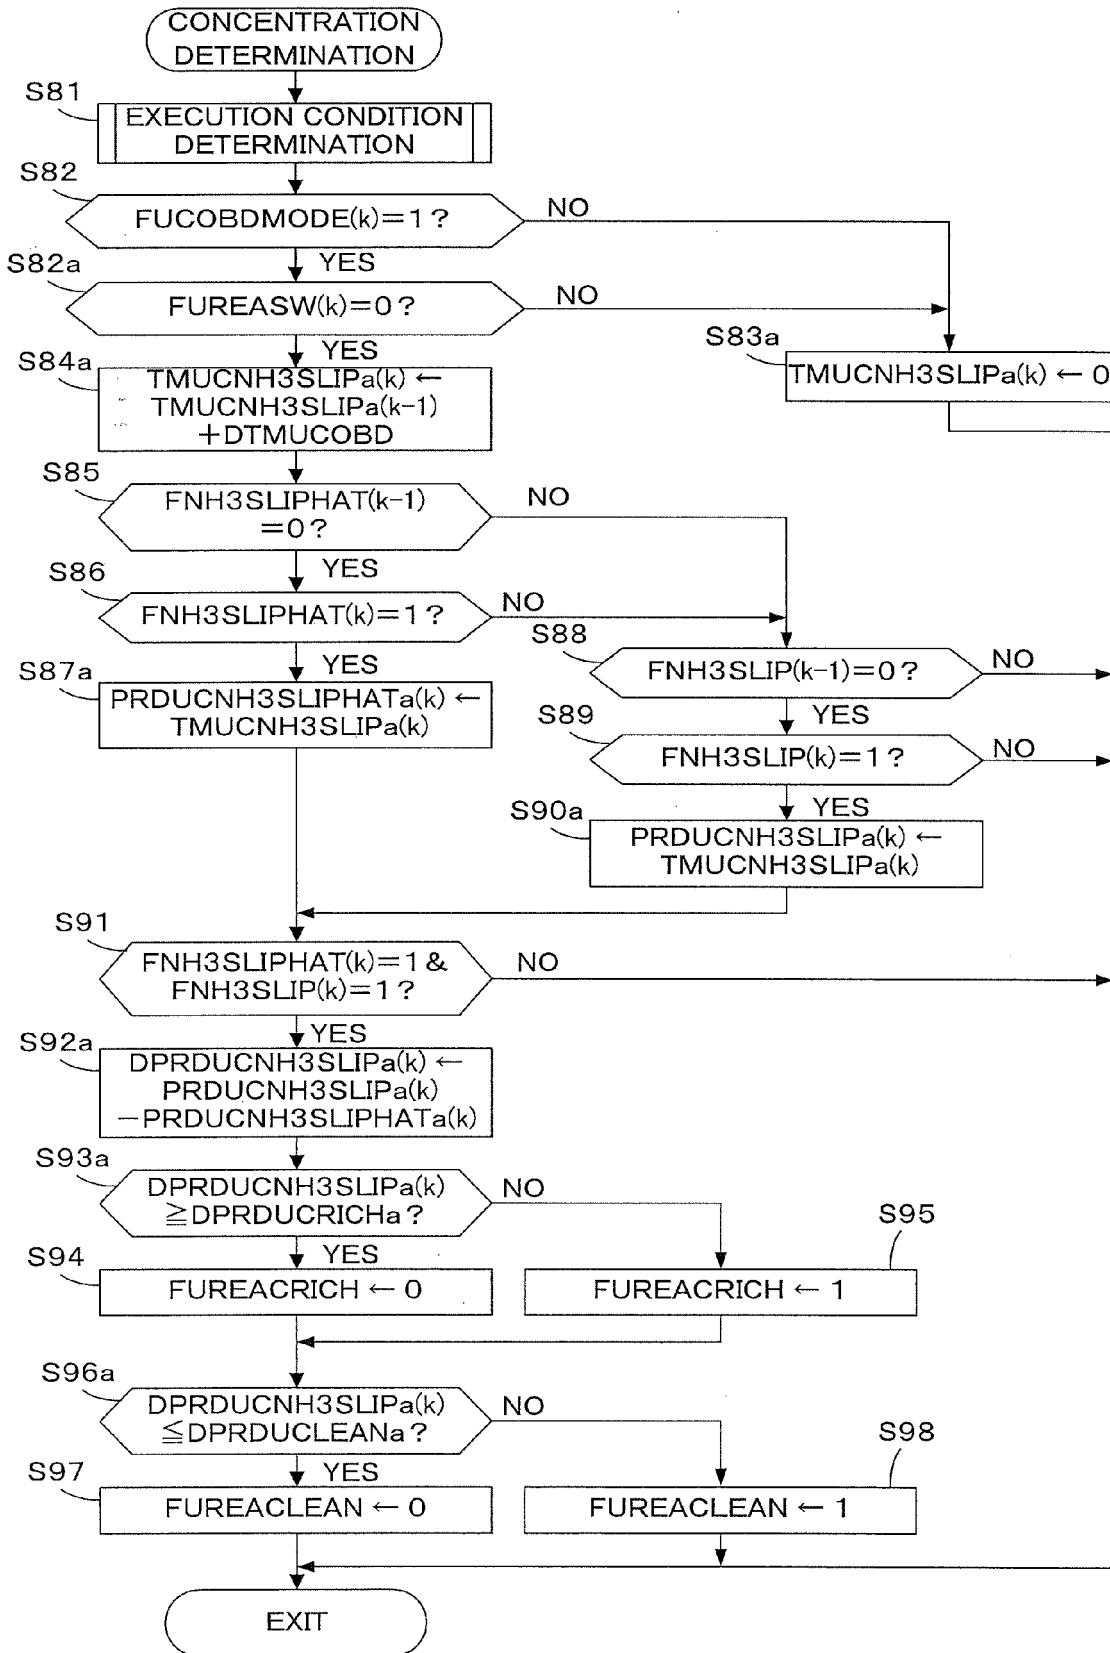 CONCENTRATION
DETERMINATION
S81
EXECUTION CONDITION
DETERMINATION
S82
FUCOBDMODE(k)=1?
NO
YES
S82a
FUREASW(k)=0?
NO
YES
S83a
TMUCNH3SLIPa(k) ← 0
S84a
TMUCNH3SLIPa(k) ←
TMUCNH3SLIPa(k-1)
+DTMUCOBD
S85
FNH3SLIPHAT(k-1)
=0?
NO
YES
S86
FNH3SLIPHAT(k)=1?
NO
YES
S87a
PRDUCNH3SLIPHATa(k) ←
TMUCNH3SLIPa(k)
S88
FNH3SLIP(k-1)=0?
NO
YES
S89
FNH3SLIP(k)=1?
NO
YES
S90a
PRDUCNH3SLIPa(k) ←
TMUCNH3SLIPa(k)
S91
FNH3SLIPHAT(k)=1 &
FNH3SLIP(k)=1?
NO
YES
S92a
DPRDUCNH3SLIPa(k) ←
PRDUCNH3SLIPa(k)
-PRDUCNH3SLIPHATa(k)
S93a
DPRDUCNH3SLIPa(k)
≧DPRDUCRICHa?
NO
YES
S94
FUREACRICH ← 0
S95
FUREACRICH ← 1
S96a
DPRDUCNH3SLIPa(k)
≦DPRDUCLEANa?
NO
YES
S97
FUREACLEAN ← 0
S98
FUREACLEAN ← 1
EXIT